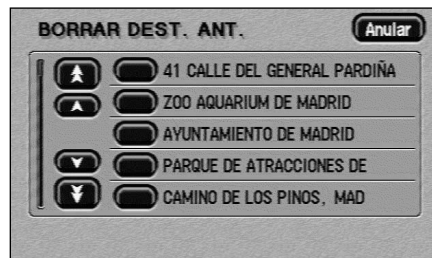 BORRAR DEST. ANT. Anular
41 CALLE DEL GENERAL PARDIÑA
ZOO AQUARIUM DE MADRID
AYUNTAMIENTO DE MADRID
PARQUE DE ATRACCIONES DE
CAMINO DE LOS PINOS, MAD